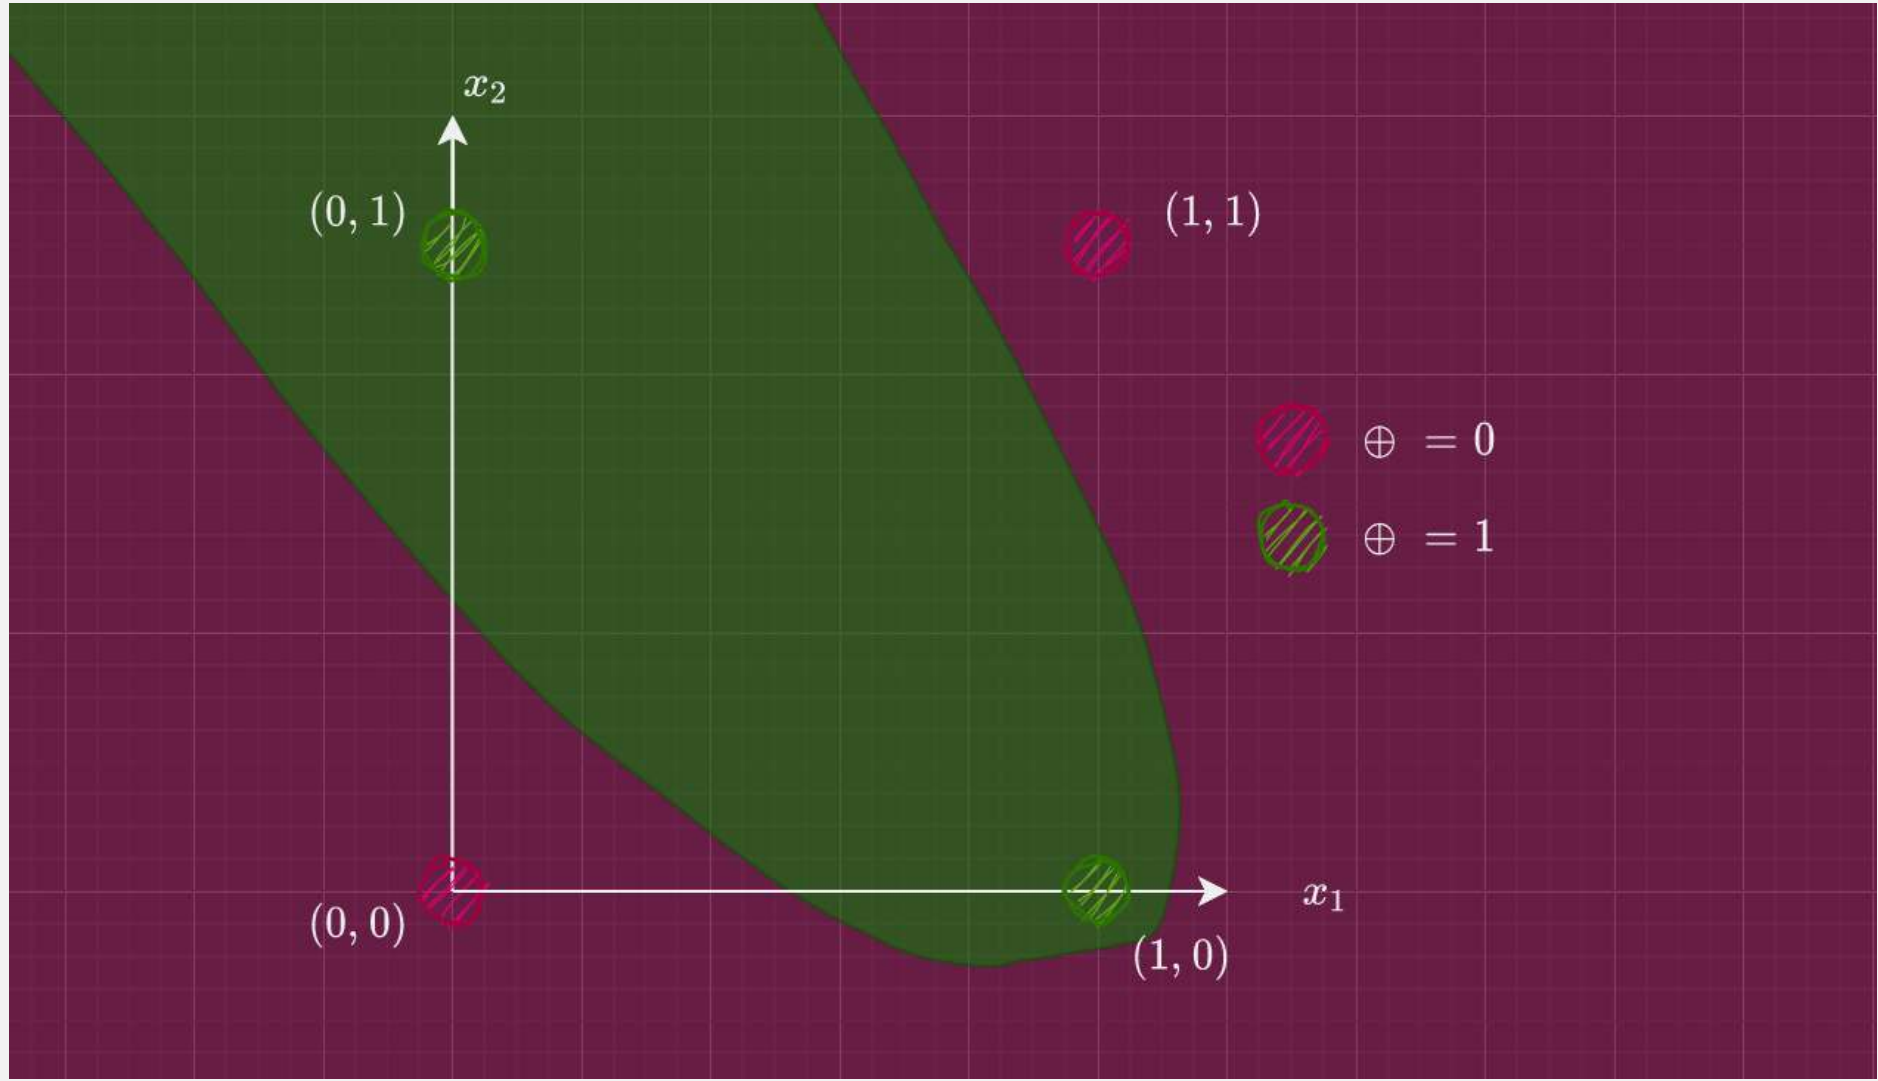 x₂
(0, 1)
(1, 1)
⊕ = 0
⊕ = 1
x₁
(0, 0)
(1, 0)